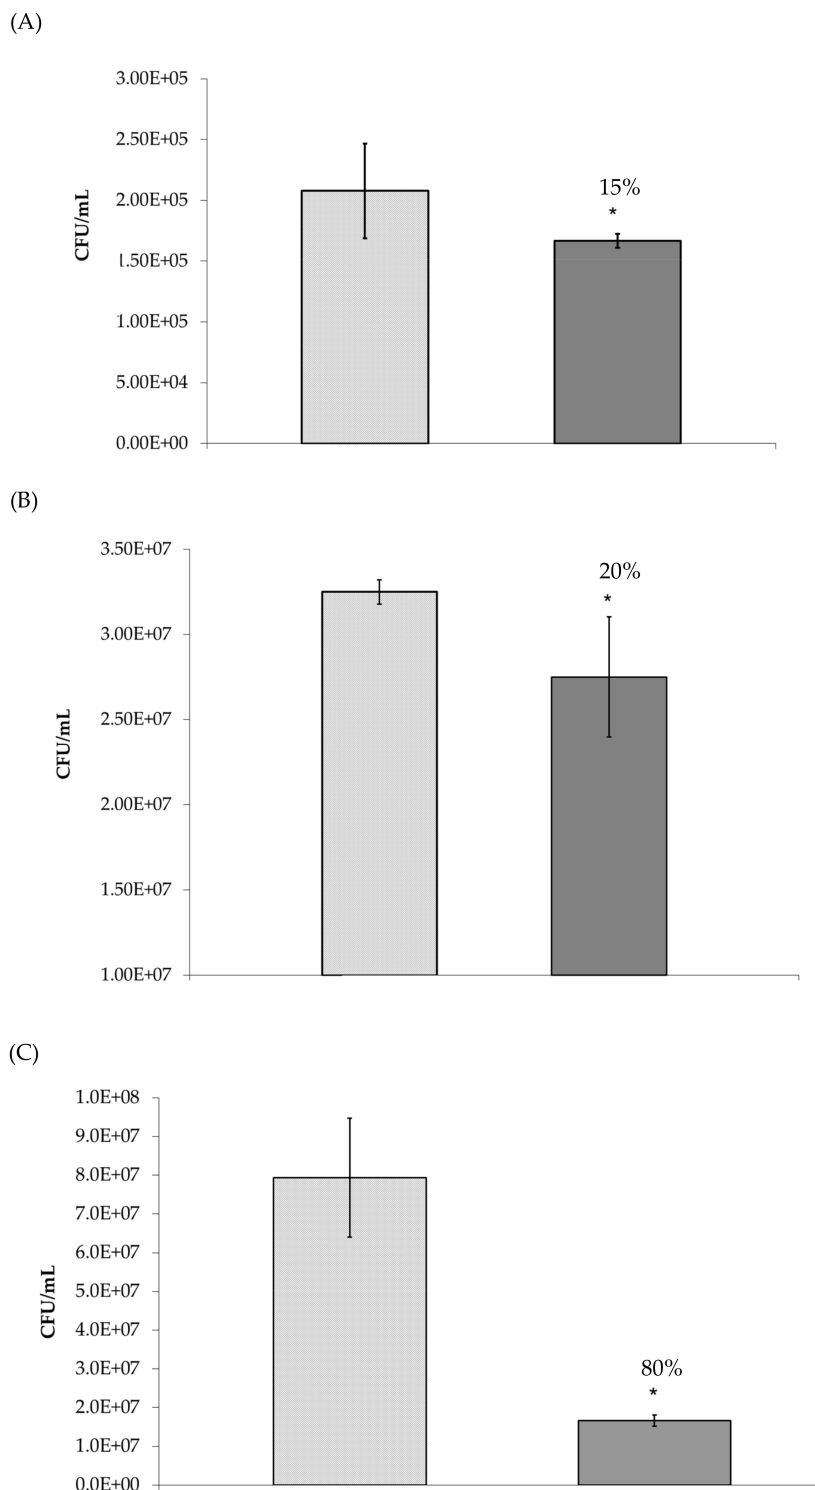 (A)
3.00E+05
2.50E+05
2.00E+05
1.50E+05
1.00E+05
5.00E+04
0.00E+00
CFU/mL
15%
*
(B)
3.50E+07
3.00E+07
2.50E+07
2.00E+07
1.50E+07
1.00E+07
CFU/mL
20%
*
(C)
1.0E+08
9.0E+07
8.0E+07
7.0E+07
6.0E+07
5.0E+07
4.0E+07
3.0E+07
2.0E+07
1.0E+07
0.0E+00
CFU/mL
80%
*